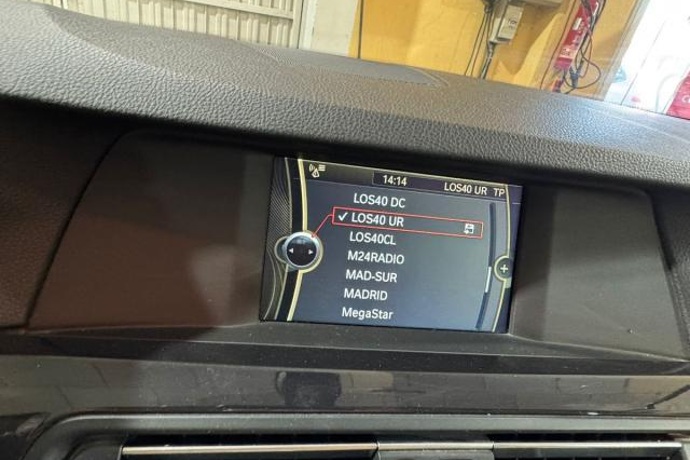 14:14 LOS40 UR TP
LOS40 DC
✓ LOS40 UR
LOS40CL
M24RADIO
MAD-SUR
MADRID
MegaStar
+